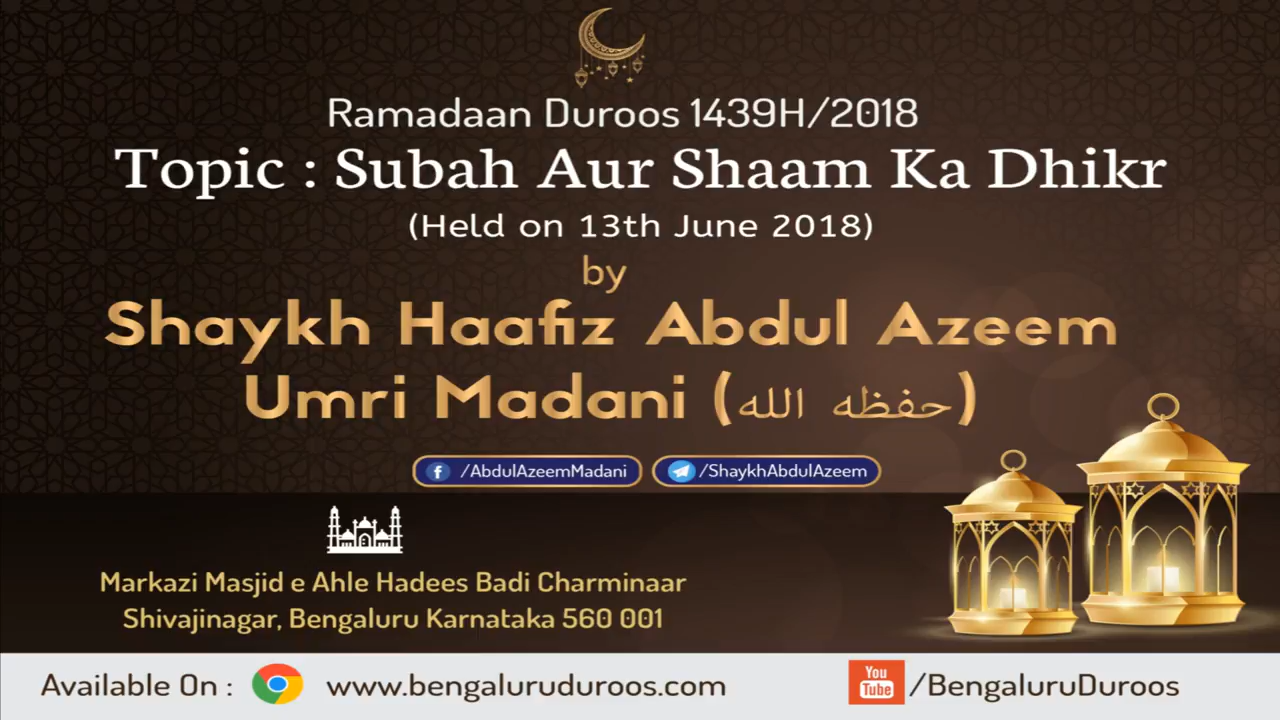 Ramadaan Duroos 1439H/2018
Topic : Subah Aur Shaam Ka Dhikr
(Held on 13th June 2018)
by
Shaykh Haafiz Abdul Azeem
Umri Madani (حفظه الله)
/AbdulAzeemMadani /ShaykhAbdulAzeem
Markazi Masjid e Ahle Hadees Badi Charminaar
Shivajinagar, Bengaluru Karnataka 560 001
Available On : www.bengaluruduroos.com You Tube /BengaluruDuroos